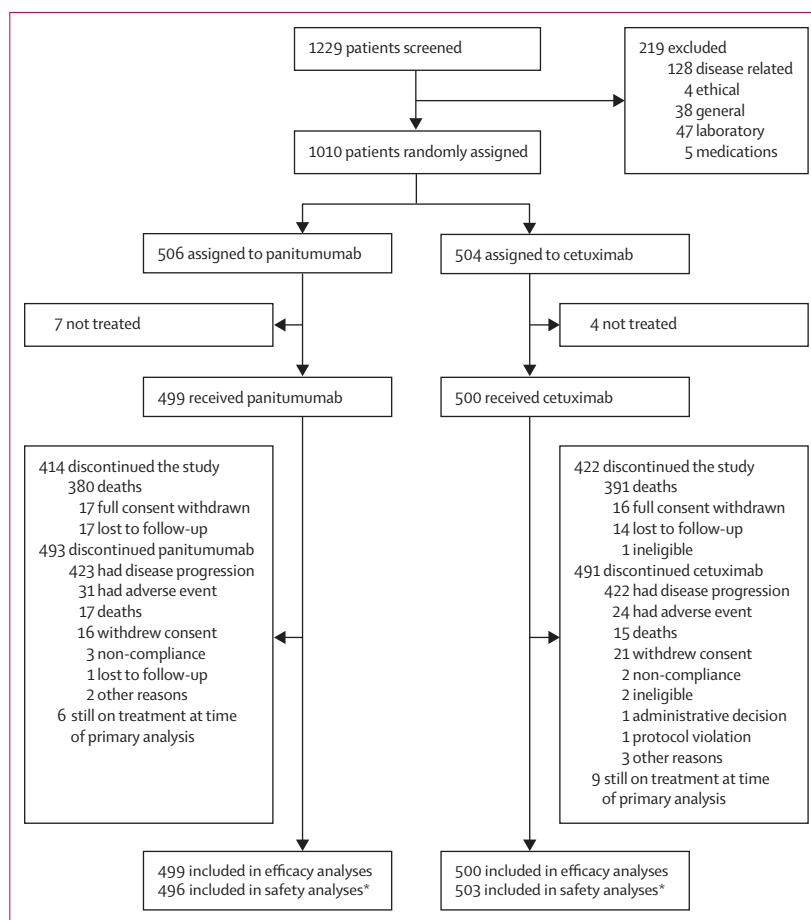 1229 patients screened
219 excluded
128 disease related
4 ethical
38 general
47 laboratory
5 medications
1010 patients randomly assigned
506 assigned to panitumumab
504 assigned to cetuximab
7 not treated
4 not treated
499 received panitumumab
500 received cetuximab
414 discontinued the study
380 deaths
17 full consent withdrawn
17 lost to follow-up
493 discontinued panitumumab
423 had disease progression
31 had adverse event
17 deaths
16 withdrew consent
3 non-compliance
1 lost to follow-up
2 other reasons
6 still on treatment at time
of primary analysis
422 discontinued the study
391 deaths
16 full consent withdrawn
14 lost to follow-up
1 ineligible
491 discontinued cetuximab
422 had disease progression
24 had adverse event
15 deaths
21 withdrew consent
2 non-compliance
2 ineligible
1 administrative decision
1 protocol violation
3 other reasons
9 still on treatment at time
of primary analysis
499 included in efficacy analyses
496 included in safety analyses*
500 included in efficacy analyses
503 included in safety analyses*